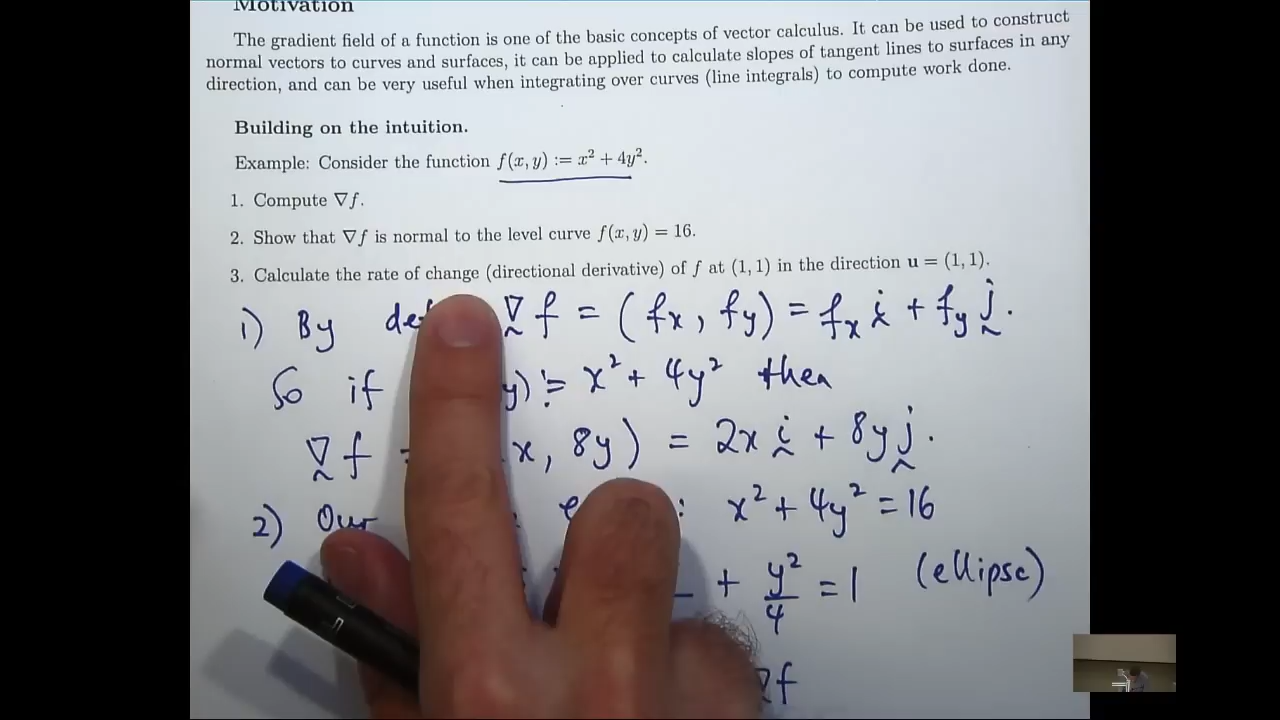 Motivation
The gradient field of a function is one of the basic concepts of vector calculus. It can be used to construct
normal vectors to curves and surfaces, it can be applied to calculate slopes of tangent lines to surfaces in any
direction, and can be very useful when integrating over curves (line integrals) to compute work done.
Building on the intuition.
Example: Consider the function f(x, y) := x² + 4y².
1. Compute ∇f.
2. Show that ∇f is normal to the level curve f(x, y) = 16.
3. Calculate the rate of change (directional derivative) of f at (1, 1) in the direction u = (1, 1).
1) By ∇f = (fx, fy) = fx i + fy j.
So if y) := x² + 4y² then
∇f = x, 8y) = 2x i + 8y j.
2) Our : x² + 4y² = 16
+ y²/4 = 1 (ellipse)
∇f